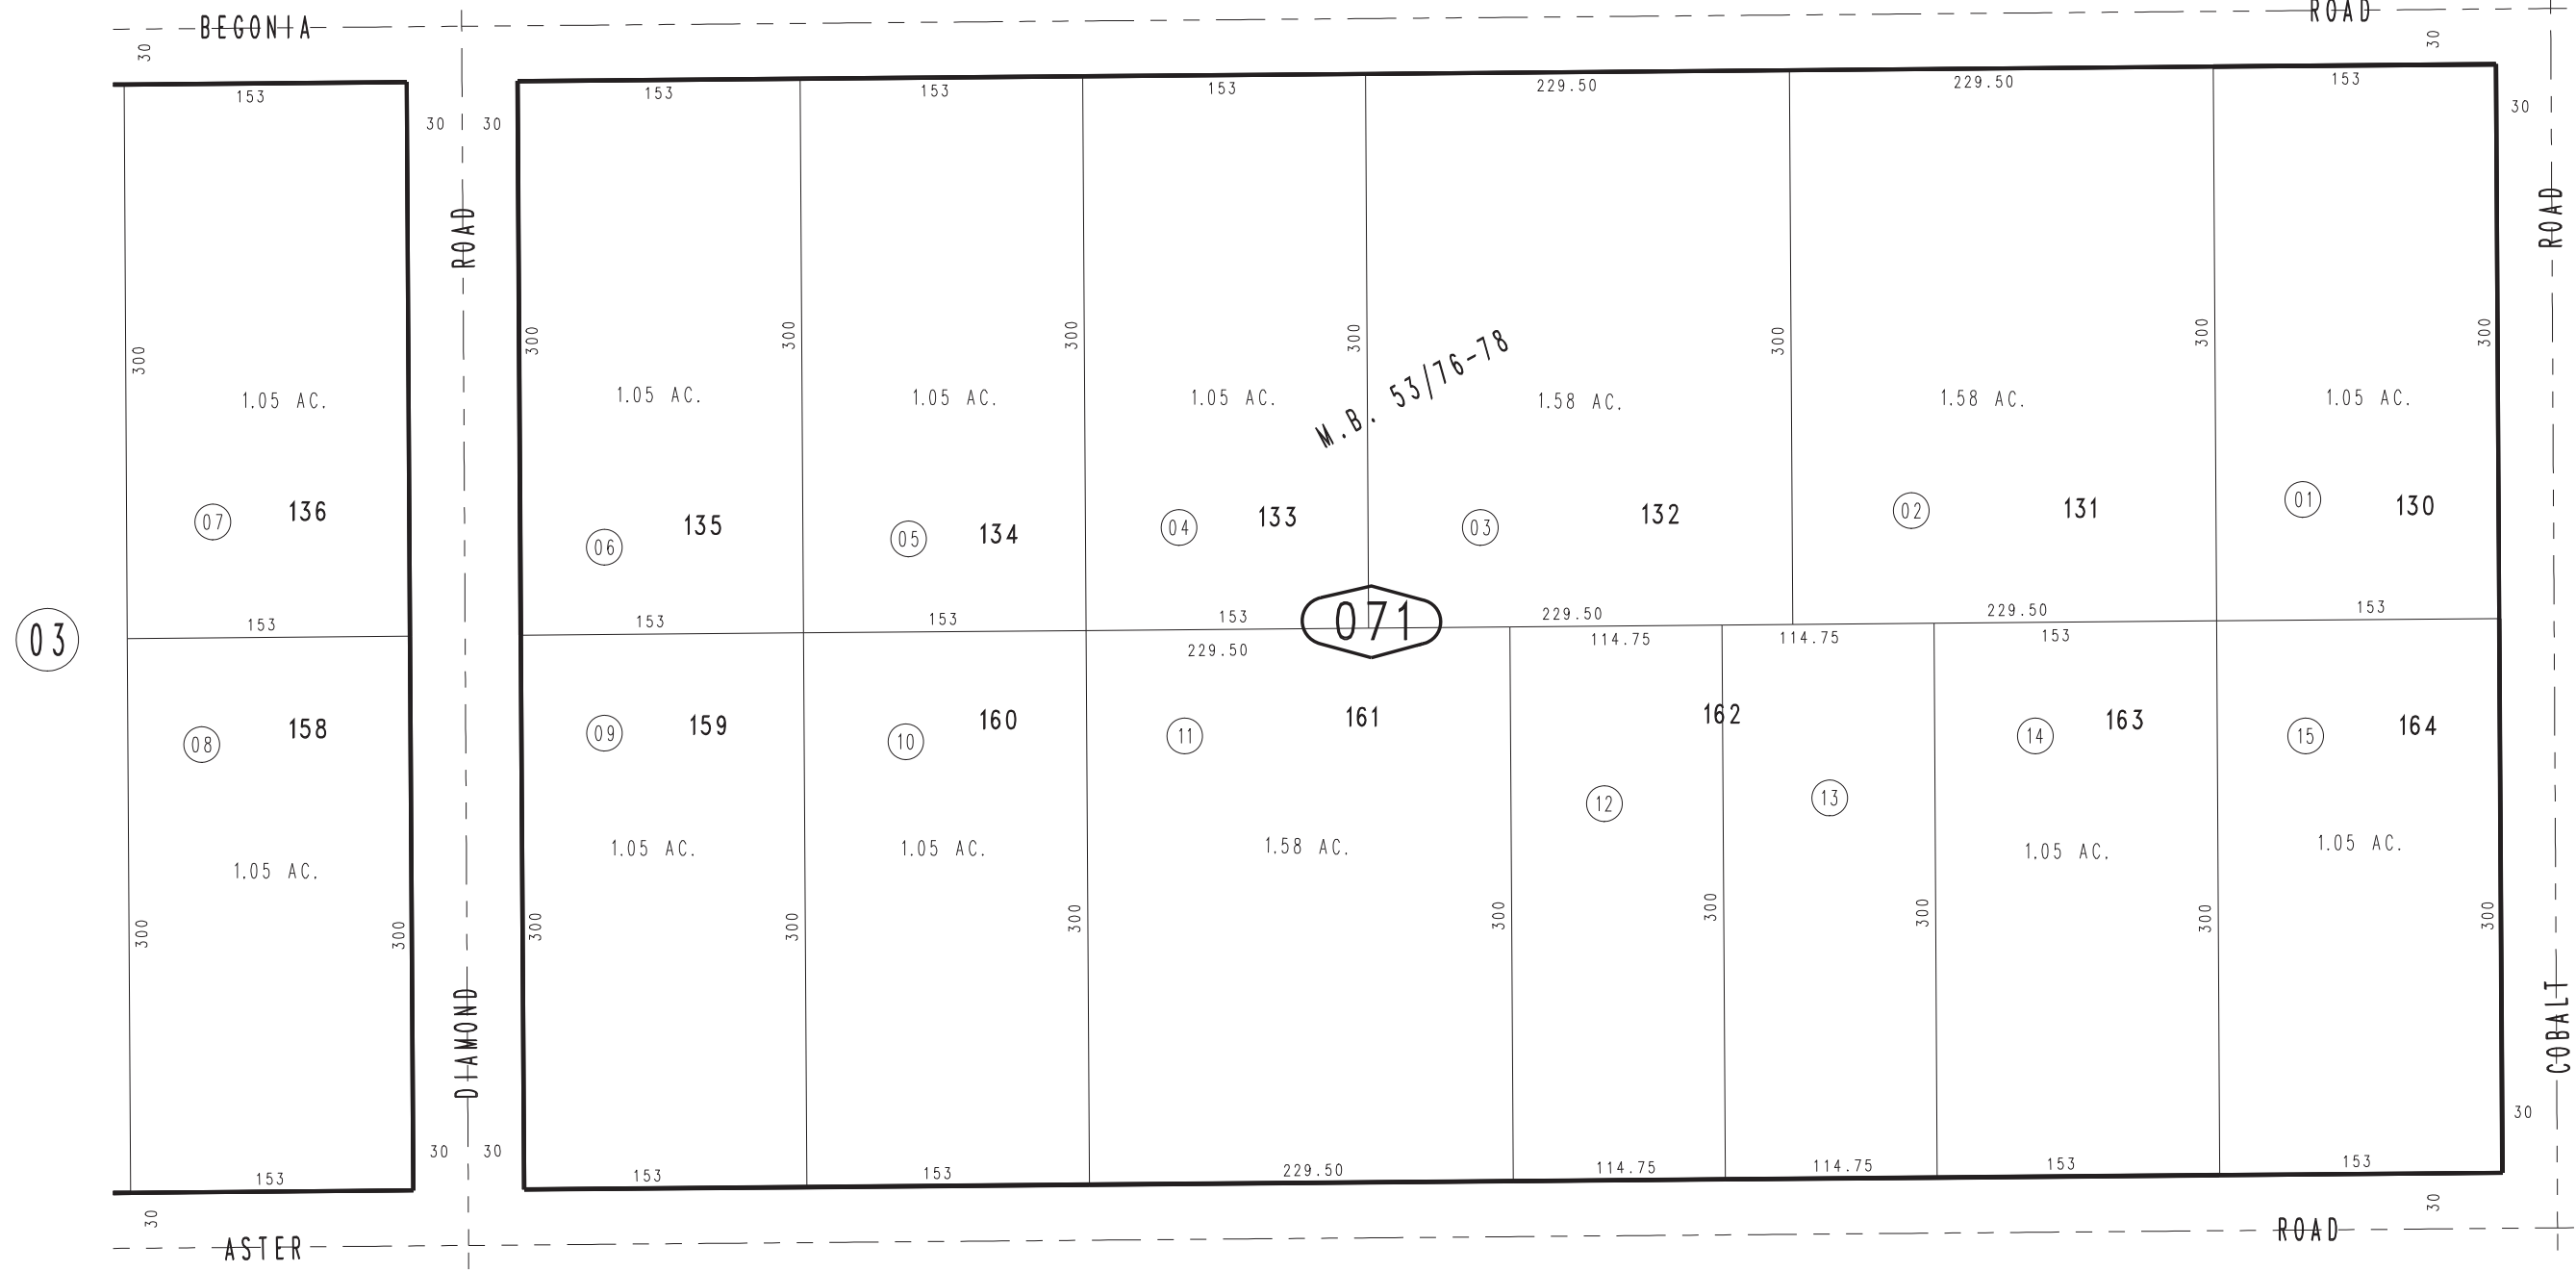 BEGONIA ROAD
30 30
153 153 153 153 229.50 229.50 153
30 30 30
ROAD ROAD
300 300 300 300 300 300 300 300
M.B. 53/76-78
1.05 AC. 1.05 AC. 1.05 AC. 1.05 AC. 1.58 AC. 1.58 AC. 1.05 AC.
07 136 06 135 05 134 04 133 03 132 02 131 01 130
153 153 153 153 229.50 229.50 153
03 071
229.50 114.75 114.75 153
08 158 09 159 10 160 11 161 162 14 163 15 164
12 13
1.05 AC. 1.05 AC. 1.05 AC. 1.58 AC. 1.05 AC. 1.05 AC.
300 300 300 300 300 300 300 300 300 300
DIAMOND COBALT
30 30 30
153 153 153 229.50 114.75 114.75 153 153
30 30
ASTER ROAD